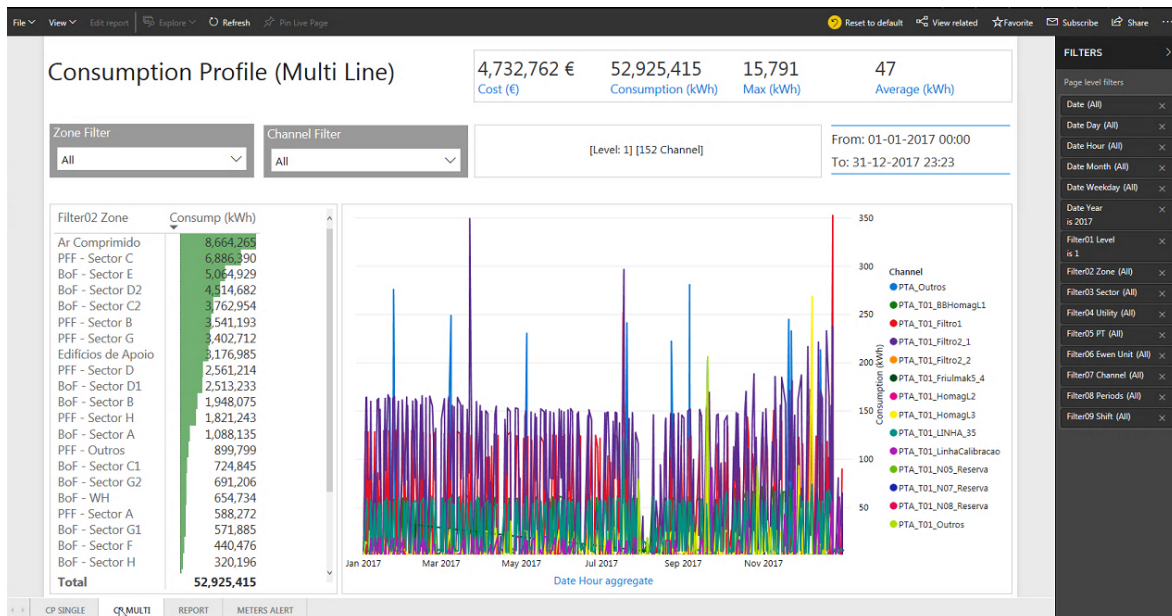 File View Edit report Explore Refresh Pin Live Page Reset to default View related Favorite Subscribe Share ...
Consumption Profile (Multi Line)
4,732,762 € 52,925,415 15,791 47
Cost (€) Consumption (kWh) Max (kWh) Average (kWh)
Zone Filter
All
Channel Filter
All
[Level: 1] [152 Channel]
From: 01-01-2017 00:00
To: 31-12-2017 23:23
Filter02 Zone Consump (kWh)
Ar Comprimido 8,664,265
PFF - Sector C 6,886,390
BoF - Sector E 5,064,929
BoF - Sector D2 4,514,682
BoF - Sector C2 3,762,954
PFF - Sector B 3,541,193
PFF - Sector G 3,402,712
Edifícios de Apoio 3,176,985
PFF - Sector D 2,561,214
BoF - Sector D1 2,513,233
BoF - Sector B 1,948,075
PFF - Sector H 1,821,243
BoF - Sector A 1,088,135
PFF - Outros 899,799
BoF - Sector C1 724,845
BoF - Sector G2 691,206
BoF - WH 654,734
PFF - Sector A 588,272
BoF - Sector G1 571,885
BoF - Sector F 440,476
BoF - Sector H 320,196
Total 52,925,415
350
300
250
200
150
100
50
Consumption (kWh)
Jan 2017 Mar 2017 May 2017 Jul 2017 Sep 2017 Nov 2017
Date Hour aggregate
Channel
PTA_Outros
PTA_T01_BBHomagL1
PTA_T01_Filtro1
PTA_T01_Filtro2_1
PTA_T01_Filtro2_2
PTA_T01_Friulmak5_4
PTA_T01_HomagL2
PTA_T01_HomagL3
PTA_T01_LINHA_35
PTA_T01_LinhaCalibracao
PTA_T01_N05_Reserva
PTA_T01_N07_Reserva
PTA_T01_N08_Reserva
PTA_T01_Outros
FILTERS
Page level filters
Date (All)
Date Day (All)
Date Hour (All)
Date Month (All)
Date Weekday (All)
Date Year
is 2017
Filter01 Level
is 1
Filter02 Zone (All)
Filter03 Sector (All)
Filter04 Utility (All)
Filter05 PT (All)
Filter06 Ewen Unit (All)
Filter07 Channel (All)
Filter08 Periods (All)
Filter09 Shift (All)
CP SINGLE CP MULTI REPORT METERS ALERT